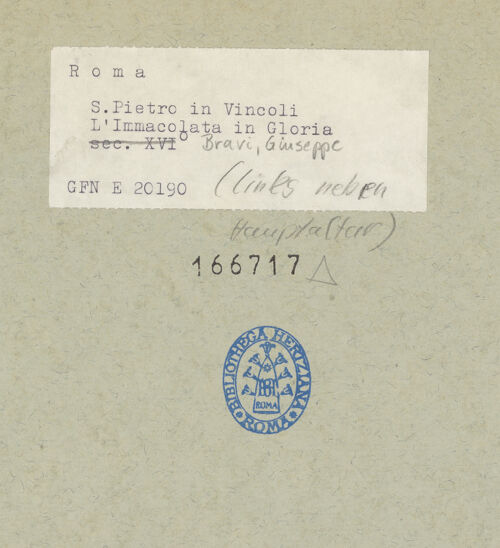 Roma
S.Pietro in Vincoli
L'Immacolata in Gloria
sec. XVI° Bravi, Giuseppe
GFN E 20190 (links neben
Hauptaltar)
166717
BIBLIOTHECA HERTZIANA
ROMA
ROMA